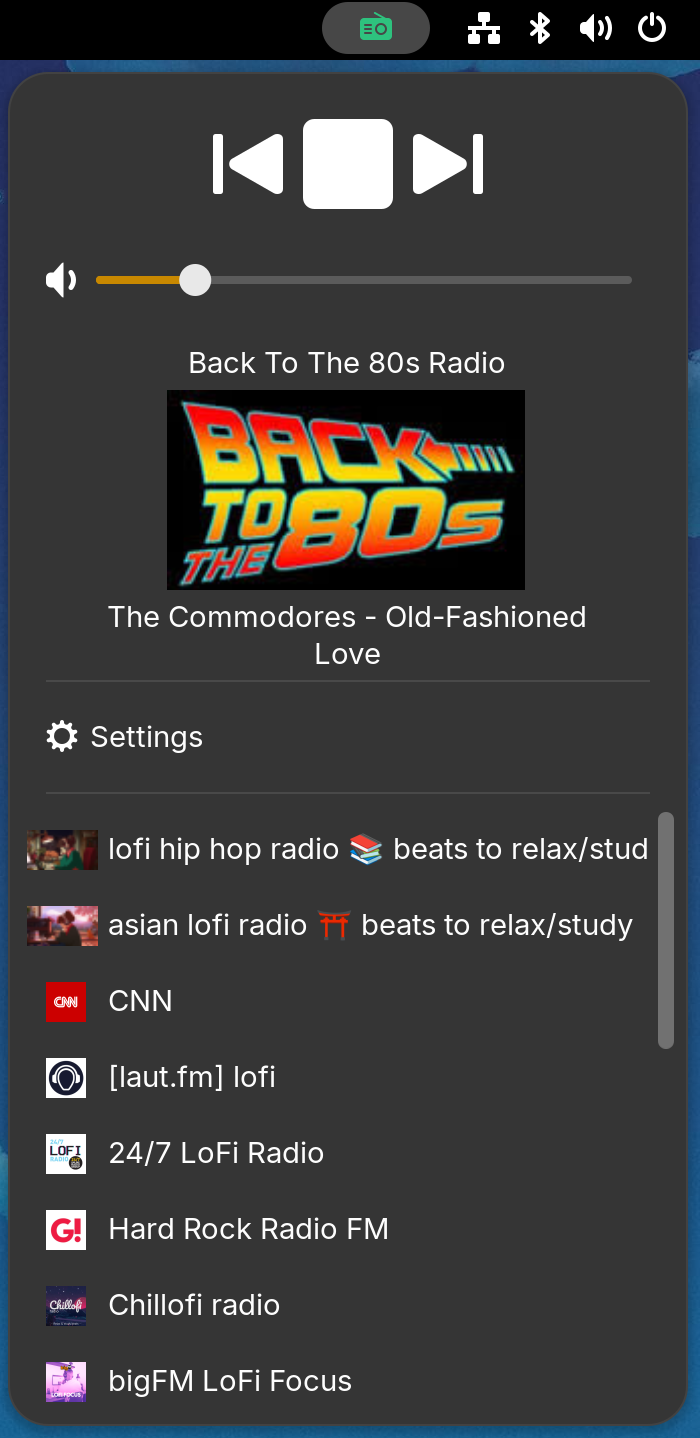 Back To The 80s Radio
BACK
TO
THE 80s
The Commodores - Old-Fashioned
Love
Settings
lofi hip hop radio 📚 beats to relax/stud
asian lofi radio ⛩️ beats to relax/study
CNN
CNN
[laut.fm] lofi
24/7
LOFI
RADIO
24/7 LoFi Radio
G!
Hard Rock Radio FM
Chillofi
Chillofi radio
LOFI FOCUS
bigFM LoFi Focus